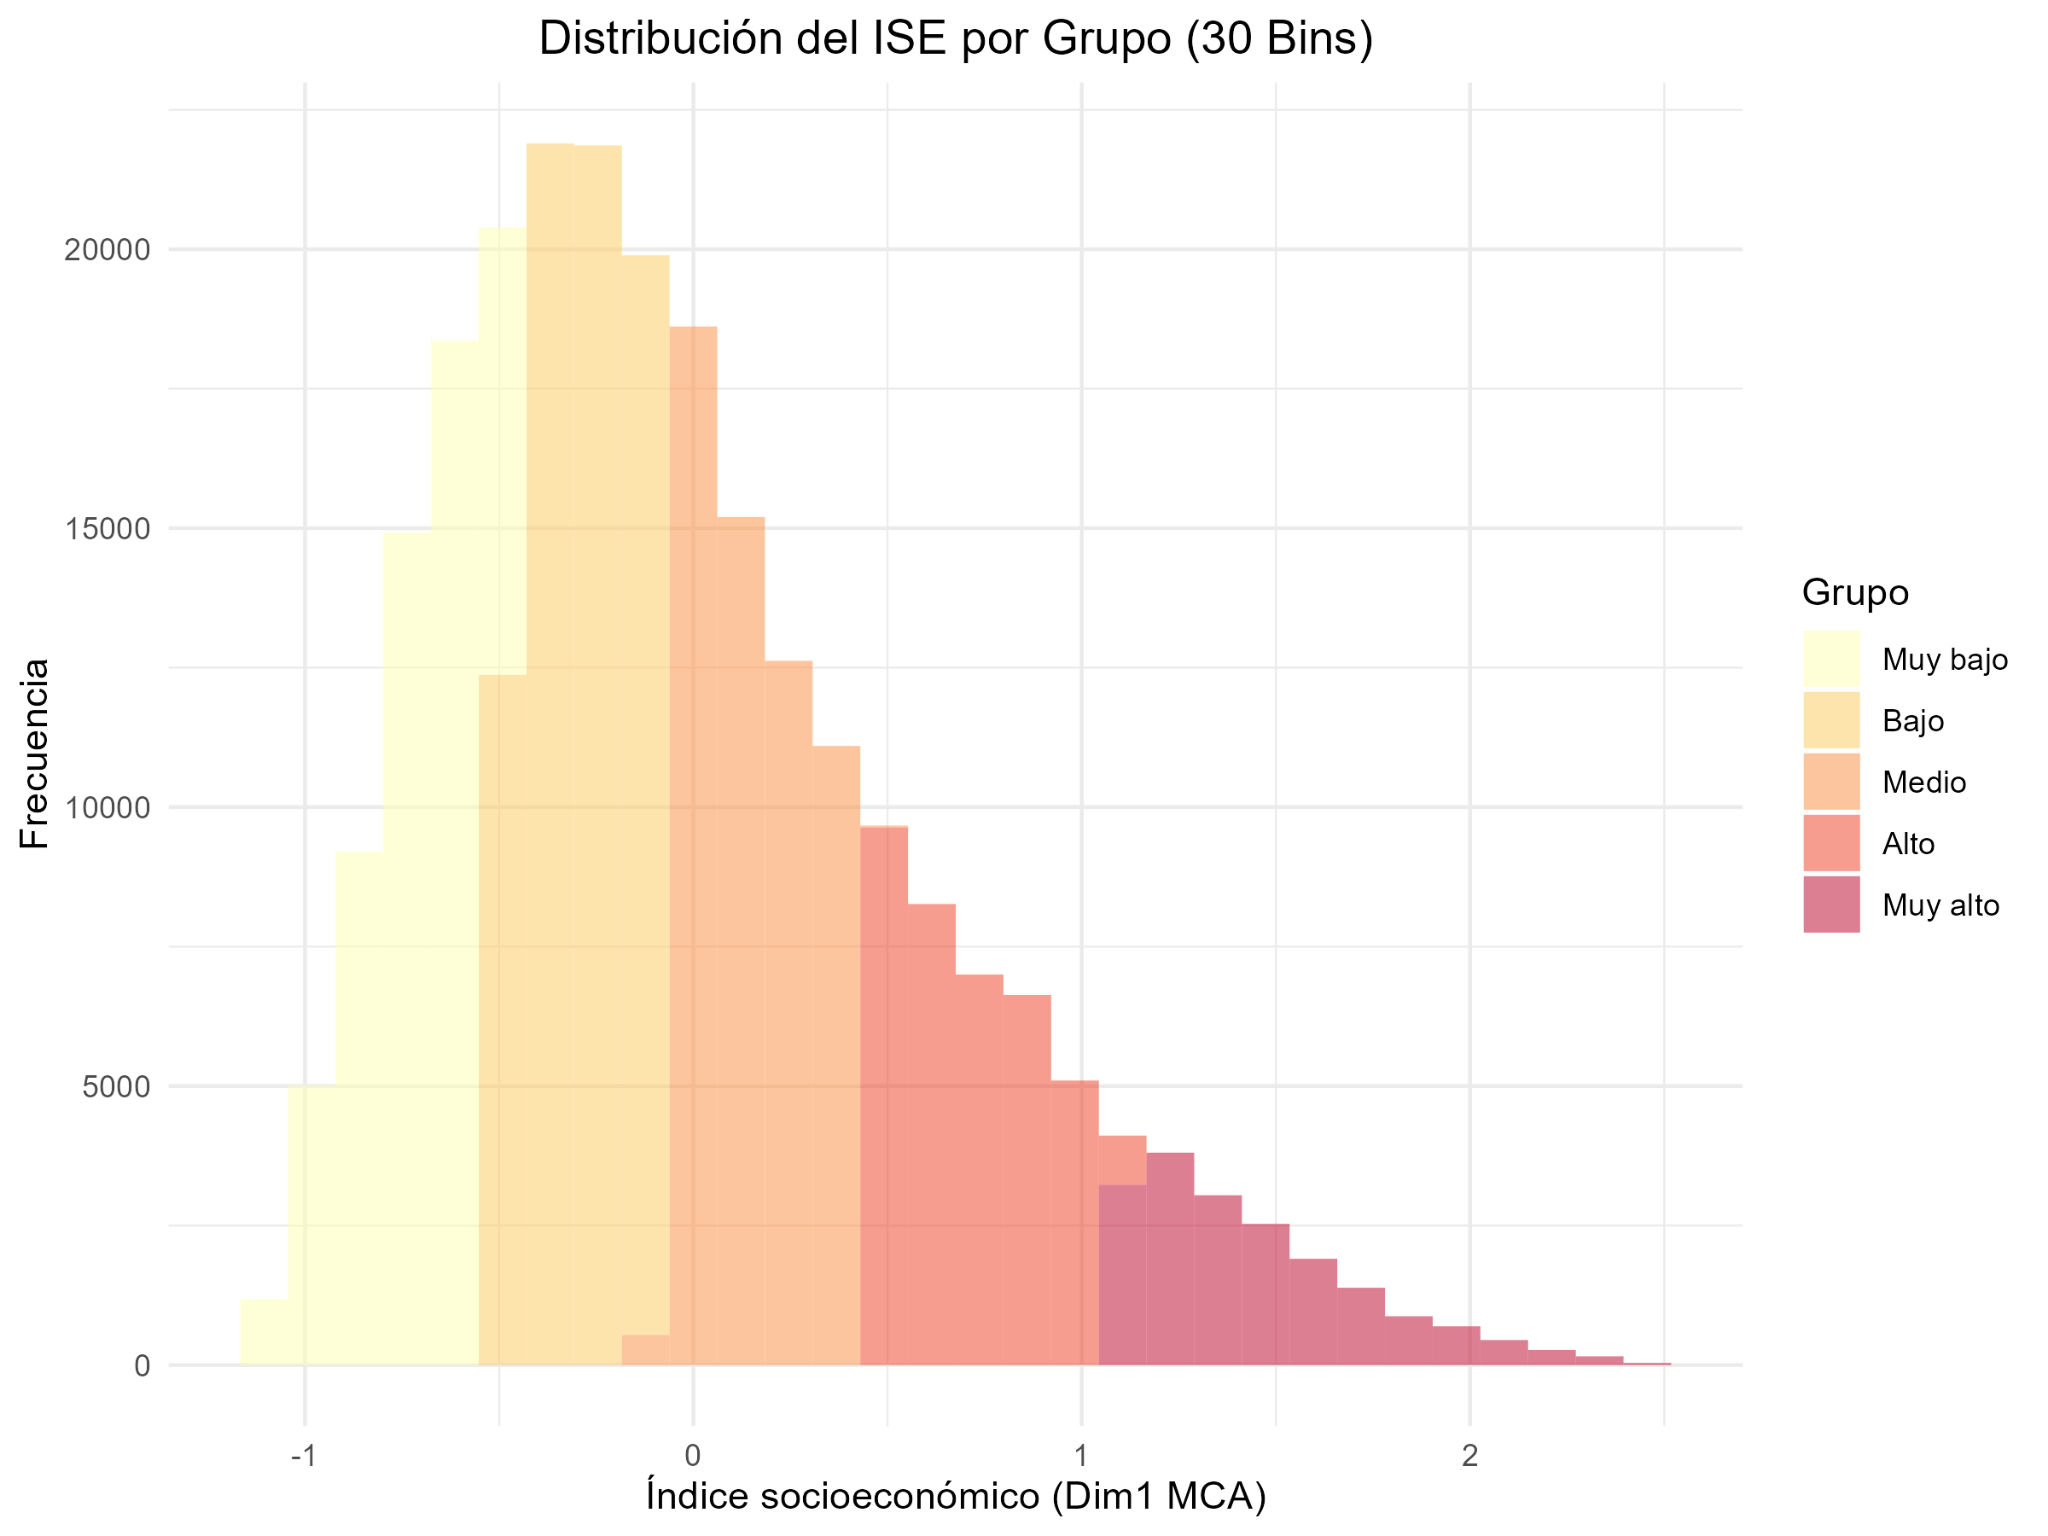 Distribución del ISE por Grupo (30 Bins)
Frecuencia
20000
15000
10000
5000
0
-1 0 1 2
Índice socioeconómico (Dim1 MCA)
Grupo
Muy bajo
Bajo
Medio
Alto
Muy alto